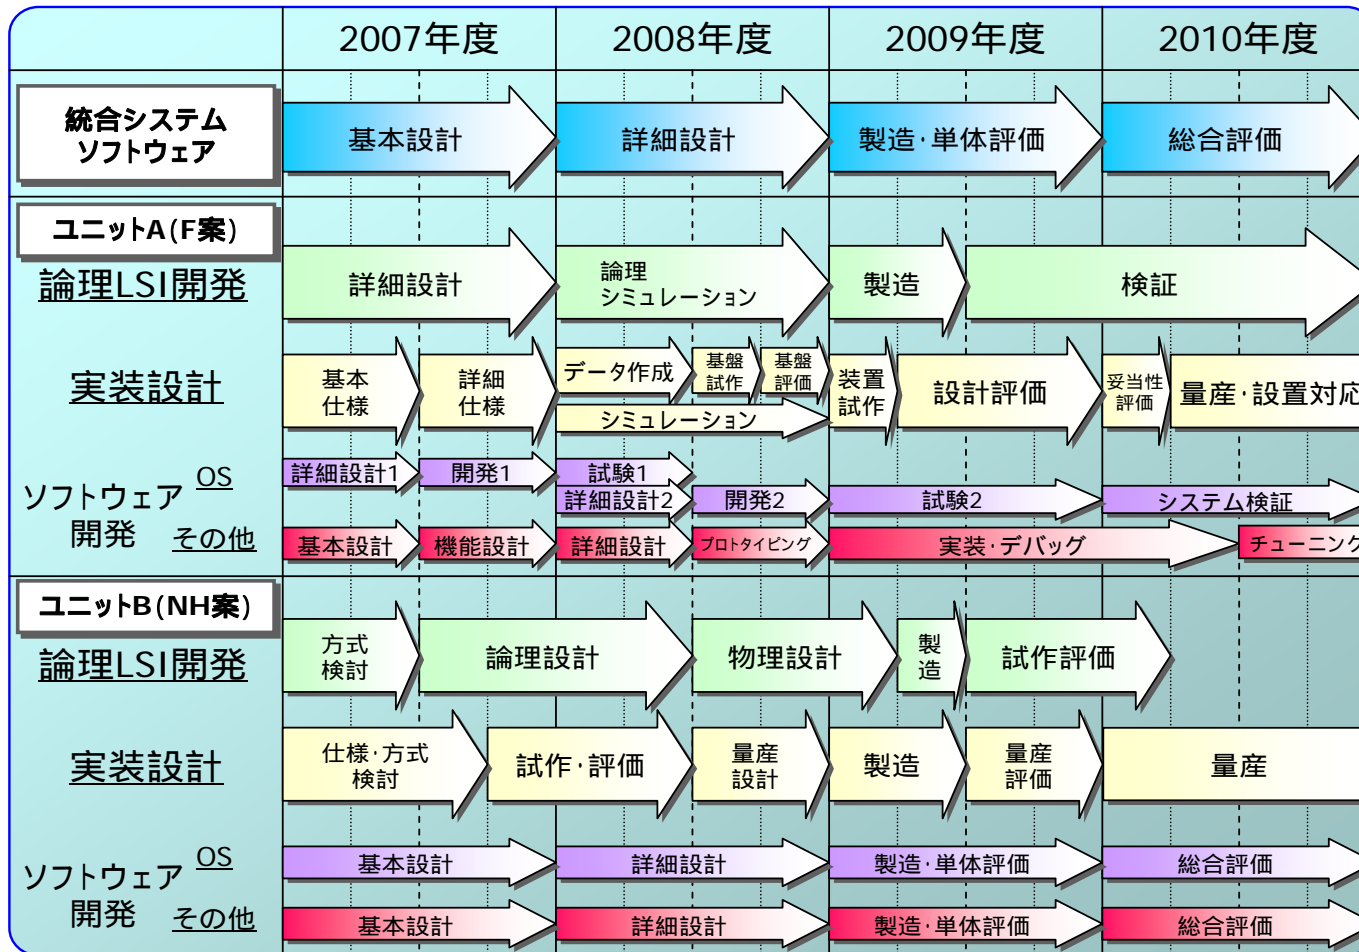 2007年度
2008年度
2009年度
2010年度
統合システム
ソフトウェア
基本設計
詳細設計
製造・単体評価
総合評価
ユニットA(F案)
論理LSI開発
詳細設計
論理
シミュレーション
製造
検証
実装設計
基本
仕様
詳細
仕様
データ作成
基盤
試作
基盤
評価
シミュレーション
装置
試作
設計評価
妥当性
評価
量産・設置対応
ソフトウェア
開発
OS
詳細設計1
開発1
試験1
詳細設計2
開発2
試験2
システム検証
その他
基本設計
機能設計
詳細設計
プロトタイピング
実装・デバッグ
チューニング
ユニットB(NH案)
論理LSI開発
方式
検討
論理設計
物理設計
製
造
試作評価
実装設計
仕様・方式
検討
試作・評価
量産
設計
製造
量産
評価
量産
ソフトウェア
開発
OS
基本設計
詳細設計
製造・単体評価
総合評価
その他
基本設計
詳細設計
製造・単体評価
総合評価